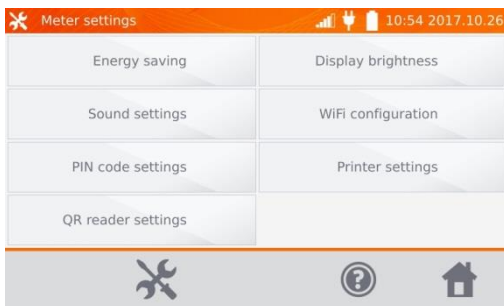 Meter settings 10:54 2017.10.26
Energy saving Display brightness
Sound settings WiFi configuration
PIN code settings Printer settings
QR reader settings
?